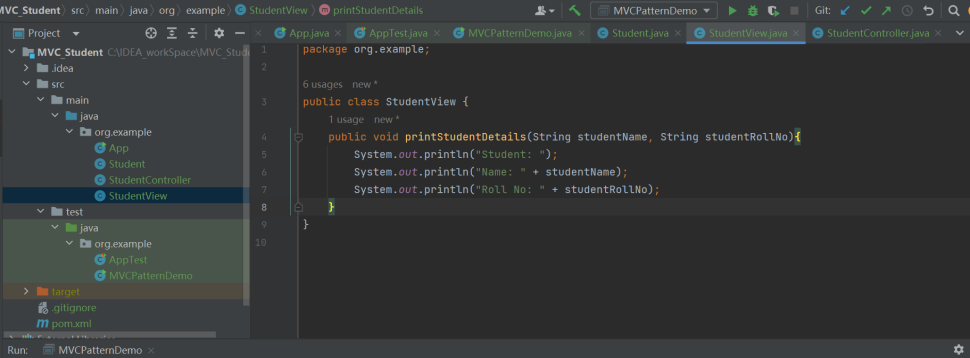 MVC_Student src main java org example StudentView printStudentDetails MVCPatternDemo Git:
Project App.java AppTest.java MVCPatternDemo.java Student.java StudentView.java StudentController.java
MVC_Student C:\IDEA_workSpace\MVC_Stude
.idea
src
main
java
org.example
App
Student
StudentController
StudentView
test
java
org.example
AppTest
MVCPatternDemo
target
.gitignore
pom.xml
1 package org.example;
2
6 usages new *
3 public class StudentView {
1 usage new *
4 public void printStudentDetails(String studentName, String studentRollNo){
5 System.out.println("Student: ");
6 System.out.println("Name: " + studentName);
7 System.out.println("Roll No: " + studentRollNo);
8 }
9 }
10
Run: MVCPatternDemo